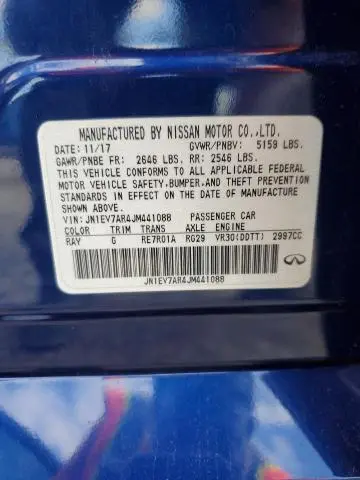 MANUFACTURED BY NISSAN MOTOR CO.,LTD.
DATE: 11/17 GVWR/PNBV: 5159 LBS.
GAWR/PNBE FR: 2646 LBS. RR: 2546 LBS.
THIS VEHICLE CONFORMS TO ALL APPLICABLE FEDERAL
MOTOR VEHICLE SAFETY,BUMPER,AND THEFT PREVENTION
STANDARDS IN EFFECT ON THE DATE OF MANUFACTURE
SHOWN ABOVE.
VIN: JN1EV7AR4JM441088 PASSENGER CAR
COLOR TRIM TRANS AXLE ENGINE
RAY G RE7R01A RG29 VR30(DDTT) 2997CC
JN1EV7AR4JM441088